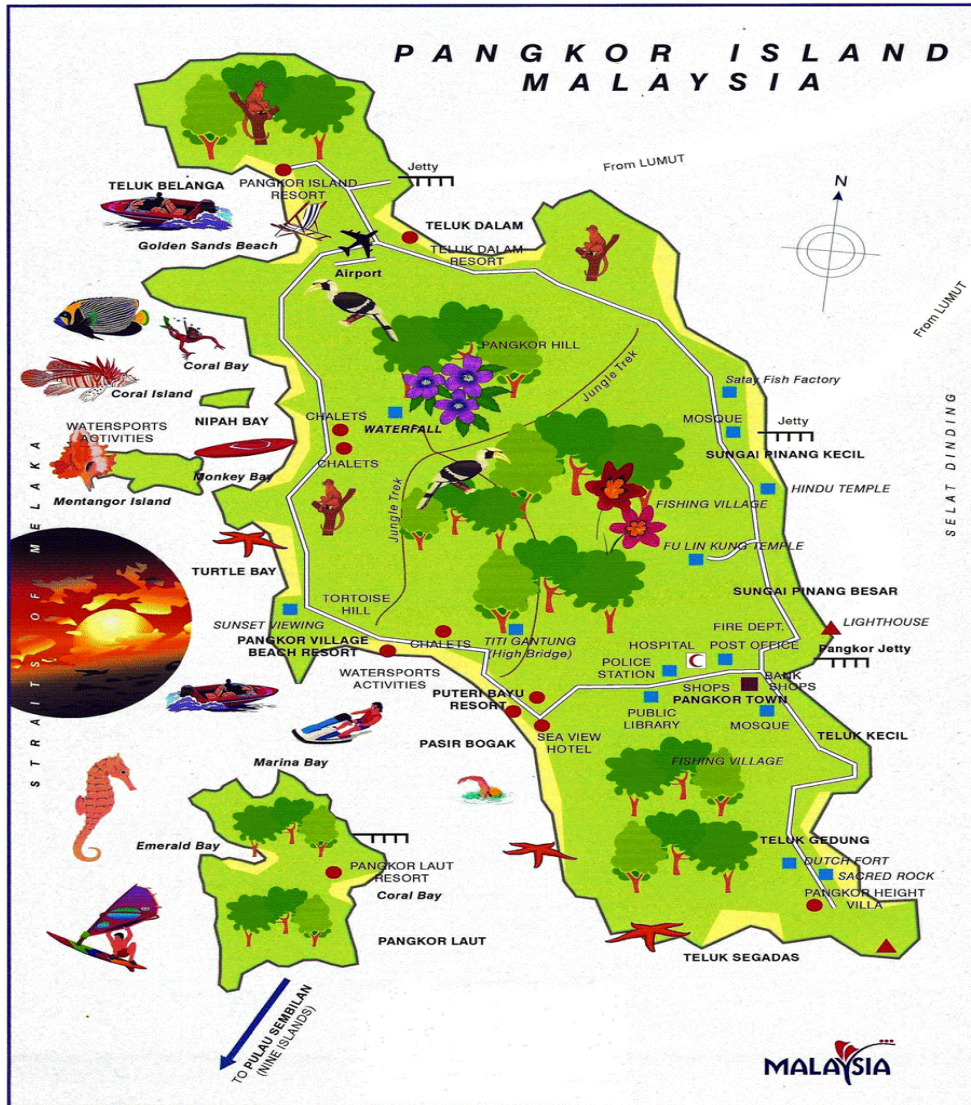 PANGKOR ISLAND
MALAYSIA
From LUMUT
Jetty
TELUK BELANGA
PANGKOR ISLAND
RESORT
N
TELUK DALAM
Golden Sands Beach
TELUK DALAM
RESORT
Airport
From LUMUT
PANGKOR HILL
Coral Bay
Jungle Trek
Satay Fish Factory
Coral Island
CHALETS
NIPAH BAY
WATERFALL
MOSQUE
Jetty
WATERSPORTS
ACTIVITIES
CHALETS
SUNGAI PINANG KECIL
Monkey Bay
Mentangor Island
HINDU TEMPLE
FISHING VILLAGE
SELAT DINDING
STRAITS OF MELAKA
Jungle Trek
FU LIN KUNG TEMPLE
TURTLE BAY
SUNGAI PINANG BESAR
TORTOISE
HILL
SUNSET VIEWING
FIRE DEPT.
LIGHTHOUSE
PANGKOR VILLAGE
BEACH RESORT
CHALETS
TITI GANTUNG
(High Bridge)
HOSPITAL
POST OFFICE
Pangkor Jetty
WATERSPORTS
ACTIVITIES
POLICE
STATION
BANK
SHOPS
SHOPS
PANGKOR TOWN
PUTERI BAYU
RESORT
PUBLIC
LIBRARY
MOSQUE
TELUK KECIL
SEA VIEW
HOTEL
PASIR BOGAK
Marina Bay
FISHING VILLAGE
Emerald Bay
TELUK GEDUNG
DUTCH FORT
SACRED ROCK
PANGKOR LAUT
RESORT
Coral Bay
PANGKOR HEIGHT
VILLA
PANGKOR LAUT
TELUK SEGADAS
TO PULAU SEMBILAN
(NINE ISLANDS)
MALAYSIA